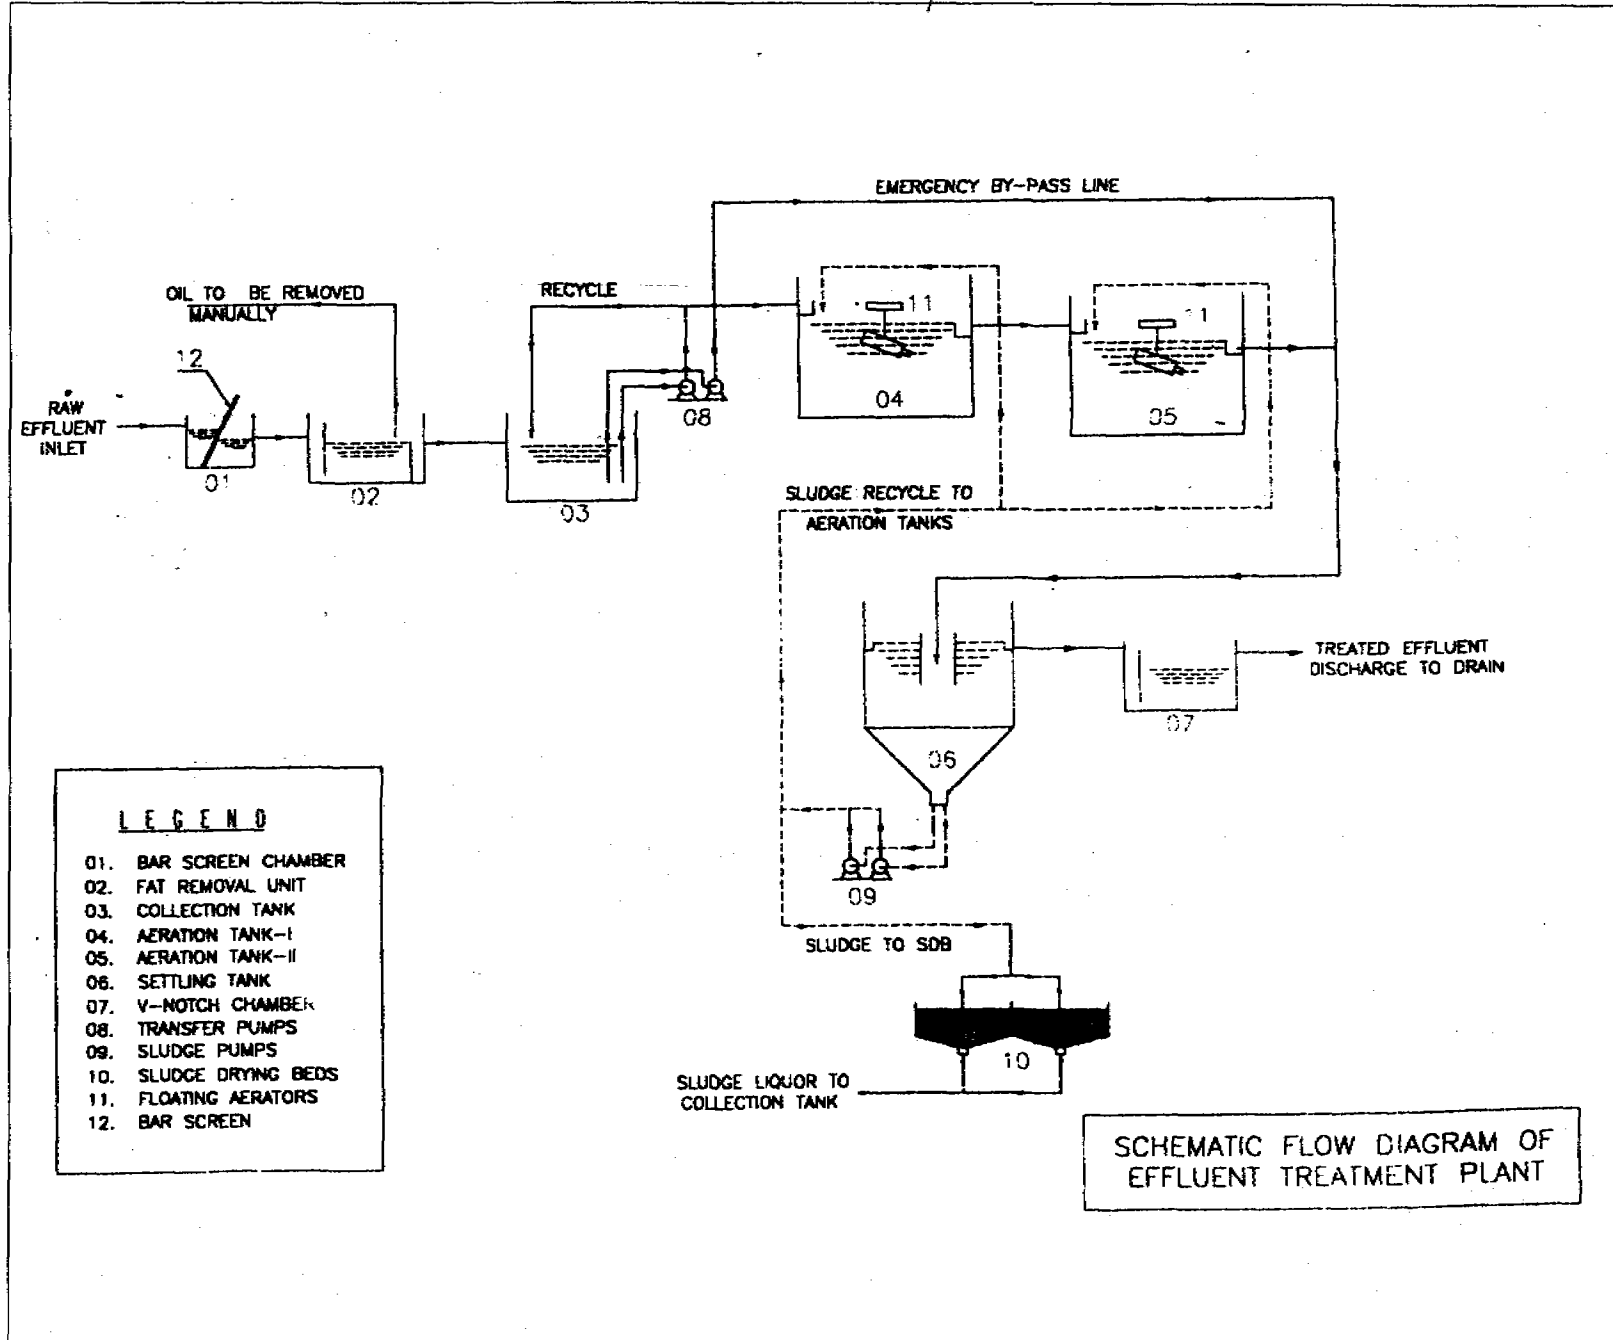 EMERGENCY BY-PASS LINE
OIL TO BE REMOVED
MANUALLY
RECYCLE
11
11
12
RAW
EFFLUENT
INLET
01
02
03
08
04
05
SLUDGE RECYCLE TO
AERATION TANKS
TREATED EFFLUENT
DISCHARGE TO DRAIN
07
06
09
SLUDGE TO SDB
10
SLUDGE LIQUOR TO
COLLECTION TANK
LEGEND
01. BAR SCREEN CHAMBER
02. FAT REMOVAL UNIT
03. COLLECTION TANK
04. AERATION TANK-I
05. AERATION TANK-II
06. SETTLING TANK
07. V-NOTCH CHAMBER
08. TRANSFER PUMPS
09. SLUDGE PUMPS
10. SLUDGE DRYING BEDS
11. FLOATING AERATORS
12. BAR SCREEN
SCHEMATIC FLOW DIAGRAM OF
EFFLUENT TREATMENT PLANT